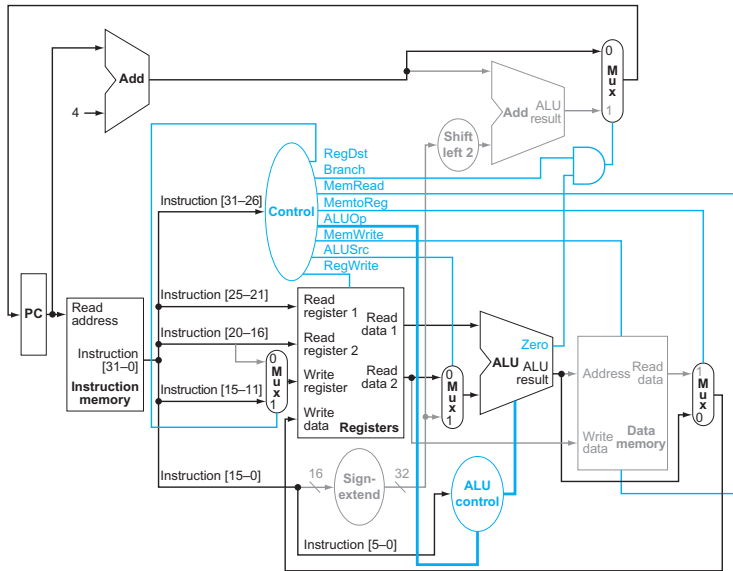 0
M
u
x
1
Add
4
Add
ALU
result
Shift
left 2
RegDst
Branch
MemRead
MemtoReg
ALUOp
MemWrite
ALUSrc
RegWrite
Control
Instruction [31–26]
Instruction [25–21]
Instruction [20–16]
Instruction [15–11]
Instruction [15–0]
Instruction [5–0]
PC
Read
address
Instruction
[31–0]
Instruction
memory
0
M
u
x
1
Read
register 1
Read
register 2
Write
register
Write
data
Read
data 1
Read
data 2
Registers
0
M
u
x
1
Zero
ALU
ALU
result
Address
Read
data
Write
data
Data
memory
1
M
u
x
0
16
Sign-
extend
32
ALU
control